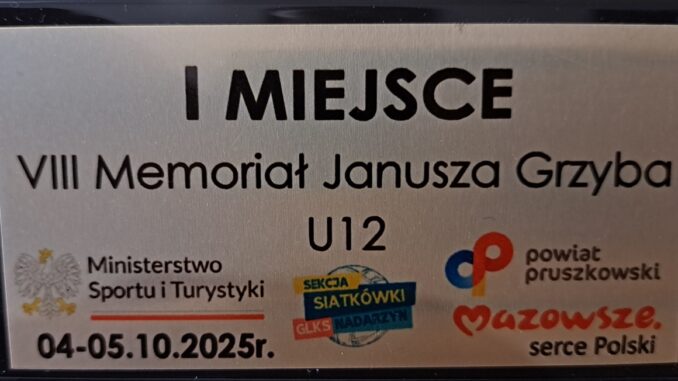 I MIEJSCE
VIII Memoriał Janusza Grzyba
U12
Ministerstwo
Sportu i Turystyki
04-05.10.2025r.
SEKCJA
SIATKÓWKI
GLKS NADARZYN
powiat
pruszkowski
Mazowsze.
serce Polski